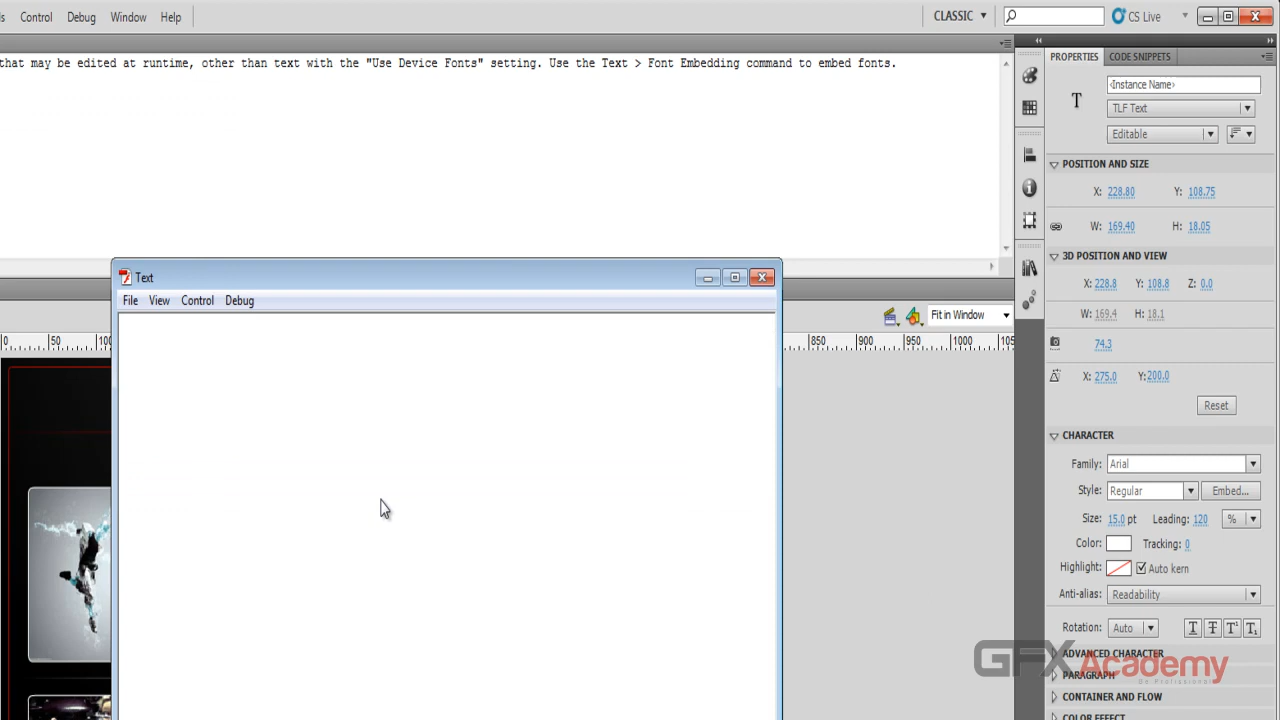 Control Debug Window Help
CLASSIC
CS Live
that may be edited at runtime, other than text with the "Use Device Fonts" setting. Use the Text > Font Embedding command to embed fonts.
PROPERTIES CODE SNIPPETS
T
<Instance Name>
TLF Text
Editable
POSITION AND SIZE
X: 228.80 Y: 108.75
W: 169.40 H: 18.05
3D POSITION AND VIEW
X: 228.8 Y: 108.8 Z: 0.0
W: 169.4 H: 18.1
74.3
X: 275.0 Y: 200.0
Reset
CHARACTER
Family: Arial
Style: Regular Embed...
Size: 15.0 pt Leading: 120 %
Color: Tracking: 0
Highlight: Auto kern
Anti-alias: Readability
Rotation: Auto T T T¹ T₁
ADVANCED CHARACTER
PARAGRAPH
CONTAINER AND FLOW
COLOR EFFECT
Text
File View Control Debug
Fit in Window
0 50 100 850 900 950 1000 105
GFX Academy